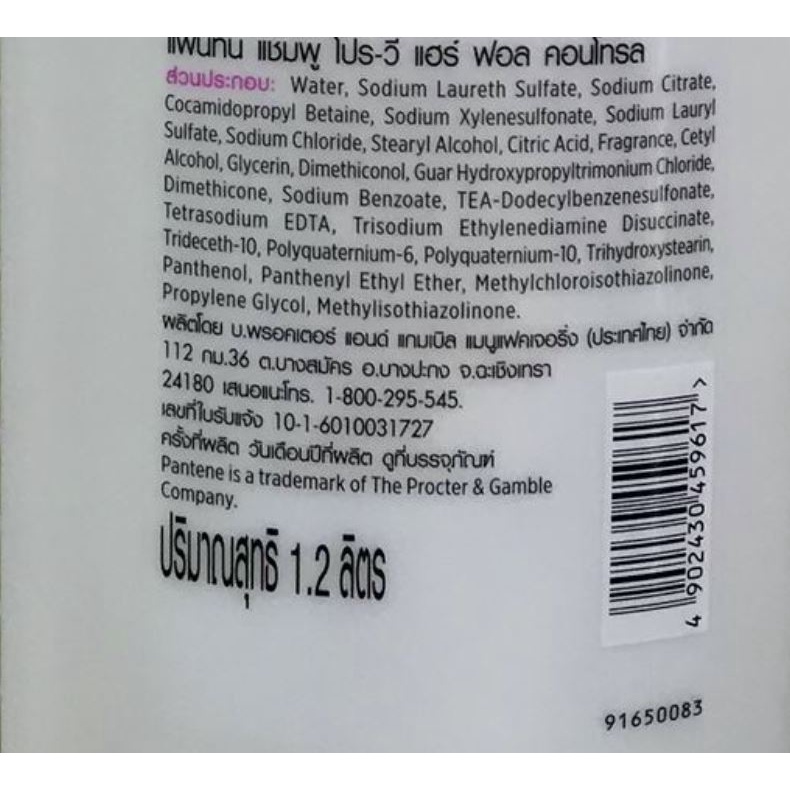 แพนทีน แชมพู โปร-วี แฮร์ ฟอล คอนโทรล
ส่วนประกอบ: Water, Sodium Laureth Sulfate, Sodium Citrate,
Cocamidopropyl Betaine, Sodium Xylenesulfonate, Sodium Lauryl
Sulfate, Sodium Chloride, Stearyl Alcohol, Citric Acid, Fragrance, Cetyl
Alcohol, Glycerin, Dimethiconol, Guar Hydroxypropyltrimonium Chloride,
Dimethicone, Sodium Benzoate, TEA-Dodecylbenzenesulfonate,
Tetrasodium EDTA, Trisodium Ethylenediamine Disuccinate,
Trideceth-10, Polyquaternium-6, Polyquaternium-10, Trihydroxystearin,
Panthenol, Panthenyl Ethyl Ether, Methylchloroisothiazolinone,
Propylene Glycol, Methylisothiazolinone.
ผลิตโดย บ.พรอคเตอร์ แอนด์ แกมเบิล แมนูแฟคเจอริ่ง (ประเทศไทย) จำกัด
112 กม.36 ต.บางสมัคร อ.บางปะกง จ.ฉะเชิงเทรา
24180 เสนอแนะโทร. 1-800-295-545.
เลขที่ใบรับแจ้ง 10-1-6010031727
ครั้งที่ผลิต วันเดือนปีที่ผลิต ดูที่บรรจุภัณฑ์
Pantene is a trademark of The Procter & Gamble
Company.
ปริมาณสุทธิ 1.2 ลิตร
4 902430 459617 >
91650083